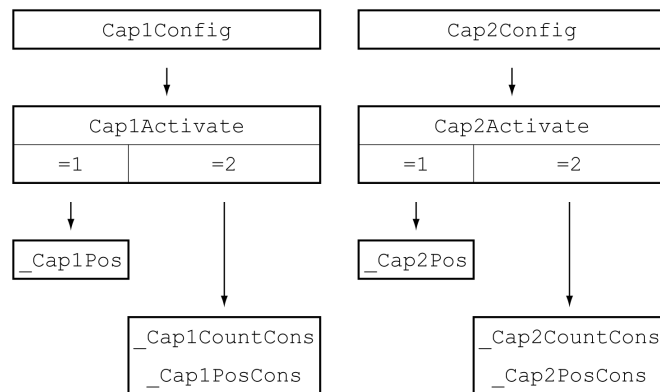 Cap1Config
Cap1Activate
=1 =2
_Cap1Pos
_Cap1CountCons
_Cap1PosCons
Cap2Config
Cap2Activate
=1 =2
_Cap2Pos
_Cap2CountCons
_Cap2PosCons